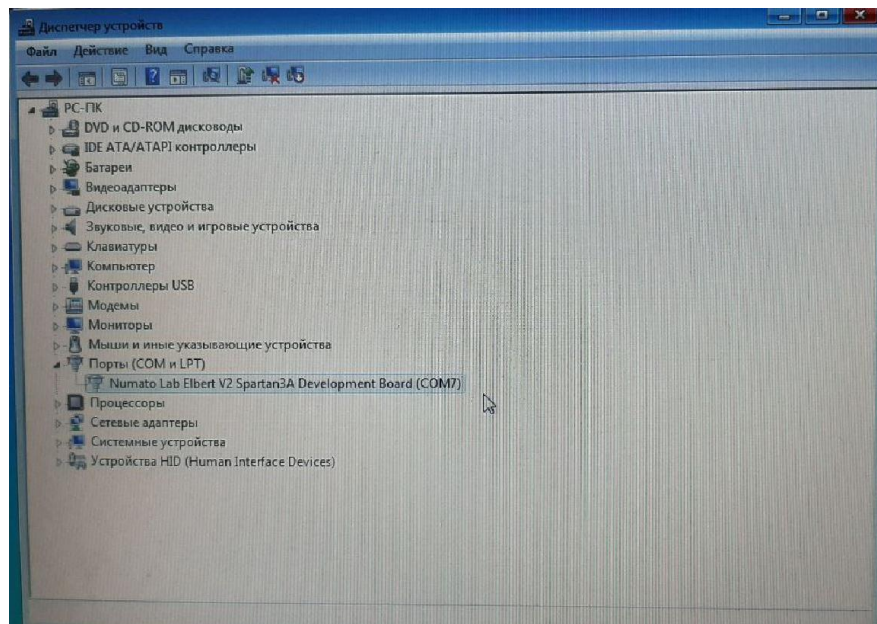 Диспетчер устройств
Файл Действие Вид Справка
РС-ПК
DVD и CD-ROM дисководы
IDE ATA/ATAPI контроллеры
Батареи
Видеоадаптеры
Дисковые устройства
Звуковые, видео и игровые устройства
Клавиатуры
Компьютер
Контроллеры USB
Модемы
Мониторы
Мыши и иные указывающие устройства
Порты (COM и LPT)
Numato Lab Elbert V2 Spartan3A Development Board (COM7)
Процессоры
Сетевые адаптеры
Системные устройства
Устройства HID (Human Interface Devices)